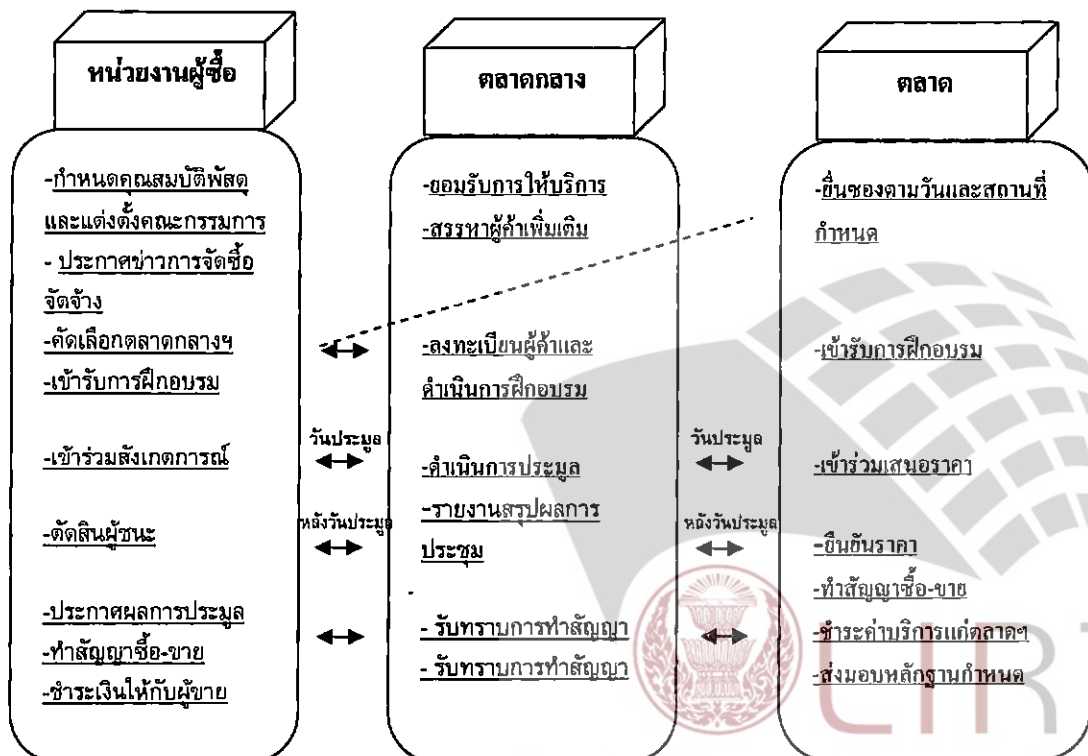 หน่วยงานผู้ซื้อ
-กำหนดคุณสมบัติพัสดุ
และแต่งตั้งคณะกรรมการ
- ประกาศข่าวการจัดซื้อ
จัดจ้าง
-คัดเลือกตลาดกลางฯ
-เข้ารับการฝึกอบรม
-เข้าร่วมสังเกตการณ์
-ตัดสินผู้ชนะ
-ประกาศผลการประมูล
-ทำสัญญาซื้อ-ขาย
-ชำระเงินให้กับผู้ขาย
วันประมูล
หลังวันประมูล
ตลาดกลาง
-ยอมรับการให้บริการ
-สรรหาผู้ค้าเพิ่มเติม
-ลงทะเบียนผู้ค้าและ
ดำเนินการฝึกอบรม
-ดำเนินการประมูล
-รายงานสรุปผลการ
ประชุม
- รับทราบการทำสัญญา
- รับทราบการทำสัญญา
วันประมูล
หลังวันประมูล
ตลาด
-ยื่นซองตามวันและสถานที่
กำหนด
-เข้ารับการฝึกอบรม
-เข้าร่วมเสนอราคา
-ยืนยันราคา
-ทำสัญญาซื้อ-ขาย
-ชำระค่าบริการแก่ตลาดฯ
-ส่งมอบหลักฐานกำหนด
LIRT